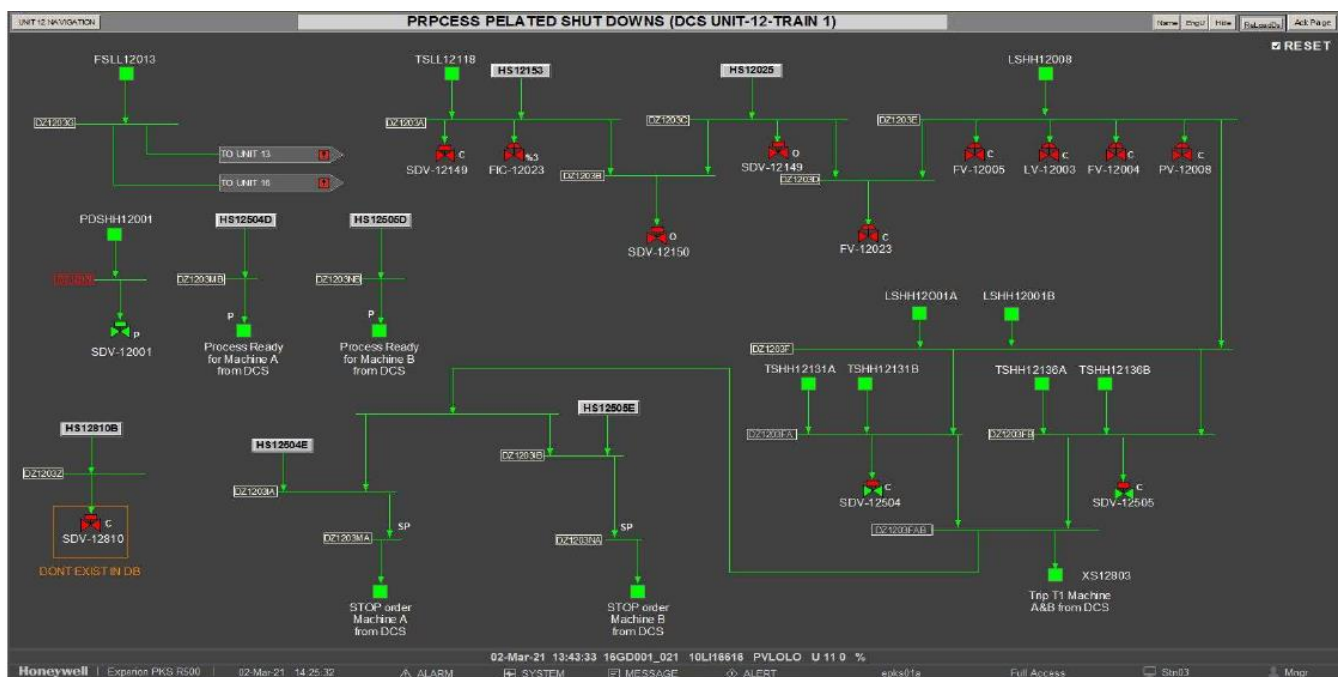 UNIT 12 NAVIGATION
PRPCESS PELATED SHUT DOWNS (DCS UNIT-12-TRAIN 1)
Name EngU Hide ReLoadDs Ack Page
RESET
FSLL12013
TSLL12118
HS12153
HS12025
LSHH12008
DZ1203G
DZ1203A
DZ1203C
DZ1203E
TO UNIT 13
TO UNIT 16
C
SDV-12149
%3
FIC-12023
O
SDV-12149
C
FV-12005
C
LV-12003
C
FV-12004
C
PV-12008
DZ1203B
DZ1203D
O
SDV-12150
C
FV-12023
PDSHH12001
HS12504D
HS12505D
DZ1203MB
DZ1203NB
P
SDV-12001
P
Process Ready
for Machine A
from DCS
P
Process Ready
for Machine B
from DCS
LSHH12O01A
LSHH12001B
DZ1203F
TSHH12131A
TSHH12131B
TSHH12136A
TSHH12136B
HS12810B
HS12504E
HS12505E
DZ1203FA
DZ1203FB
DZ1203Z
DZ1203IB
DZ1203IA
C
SDV-12504
C
SDV-12505
C
SDV-12810
DONT EXIST IN DB
SP
DZ1203MA
SP
DZ1203NA
DZ1203FAB
STOP order
Machine A
from DCS
STOP order
Machine B
from DCS
XS12803
Trip T1 Machine
A&B from DCS
02-Mar-21 13:43:33 16GD001_021 10LI16616 PVLOLO U 11 0 %
Honeywell | Experion PKS R500 02-Mar-21 14:25:32 ALARM SYSTEM MESSAGE ALERT epks01a Full Access Stn03 Mngr